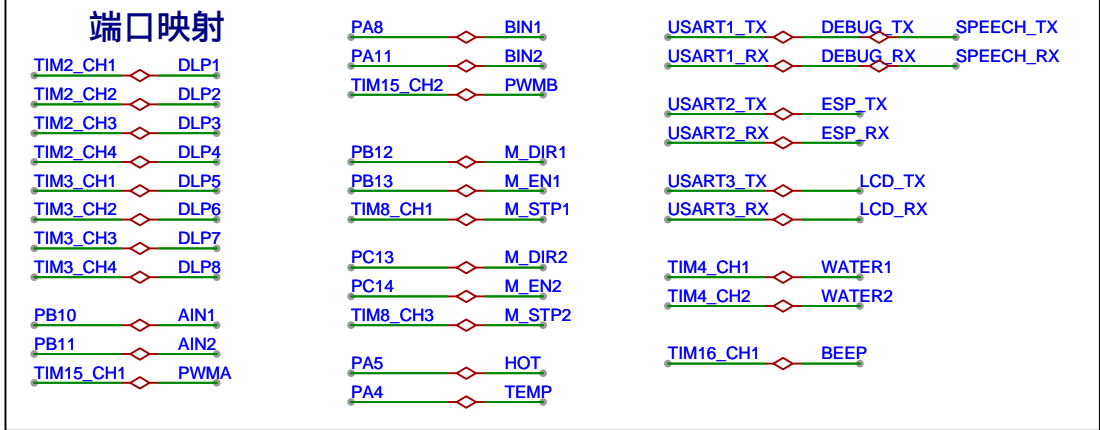 端口映射
TIM2_CH1 DLP1
TIM2_CH2 DLP2
TIM2_CH3 DLP3
TIM2_CH4 DLP4
TIM3_CH1 DLP5
TIM3_CH2 DLP6
TIM3_CH3 DLP7
TIM3_CH4 DLP8
PB10 AIN1
PB11 AIN2
TIM15_CH1 PWMA
PA8 BIN1
PA11 BIN2
TIM15_CH2 PWMB
PB12 M_DIR1
PB13 M_EN1
TIM8_CH1 M_STP1
PC13 M_DIR2
PC14 M_EN2
TIM8_CH3 M_STP2
PA5 HOT
PA4 TEMP
USART1_TX DEBUG_TX SPEECH_TX
USART1_RX DEBUG_RX SPEECH_RX
USART2_TX ESP_TX
USART2_RX ESP_RX
USART3_TX LCD_TX
USART3_RX LCD_RX
TIM4_CH1 WATER1
TIM4_CH2 WATER2
TIM16_CH1 BEEP